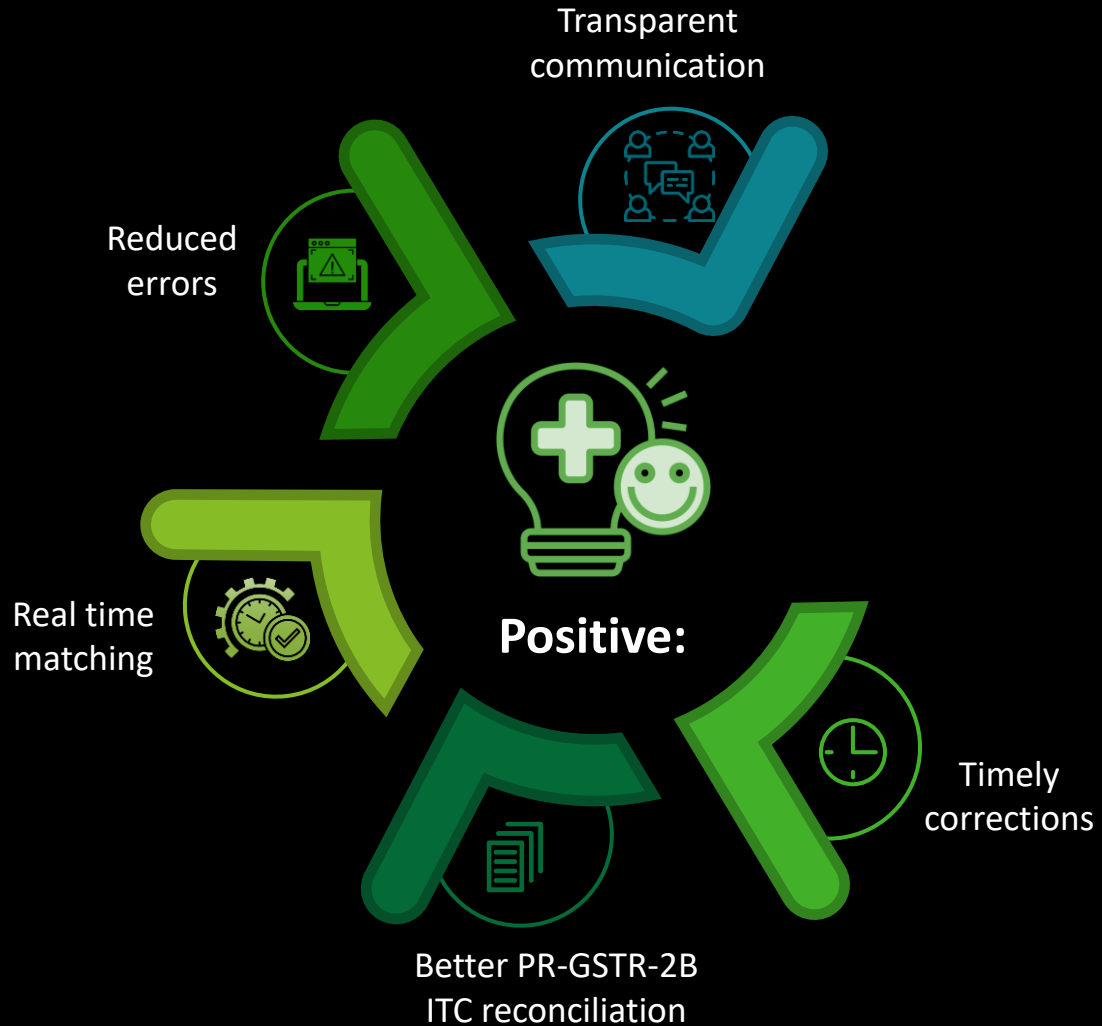 Transparent
communication
Reduced
errors
Real time
matching
Positive:
Timely
corrections
Better PR-GSTR-2B
ITC reconciliation